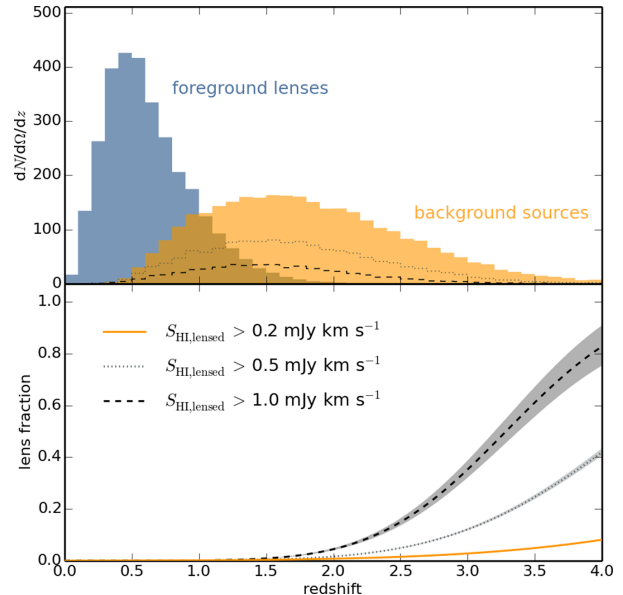 500
400
300
200
100
0
dN/dΩ/dz
foreground lenses
background sources
1.0
0.8
0.6
0.4
0.2
0.0
lens fraction
S_HI,lensed > 0.2 mJy km s⁻¹
S_HI,lensed > 0.5 mJy km s⁻¹
S_HI,lensed > 1.0 mJy km s⁻¹
0.0 0.5 1.0 1.5 2.0 2.5 3.0 3.5 4.0
redshift